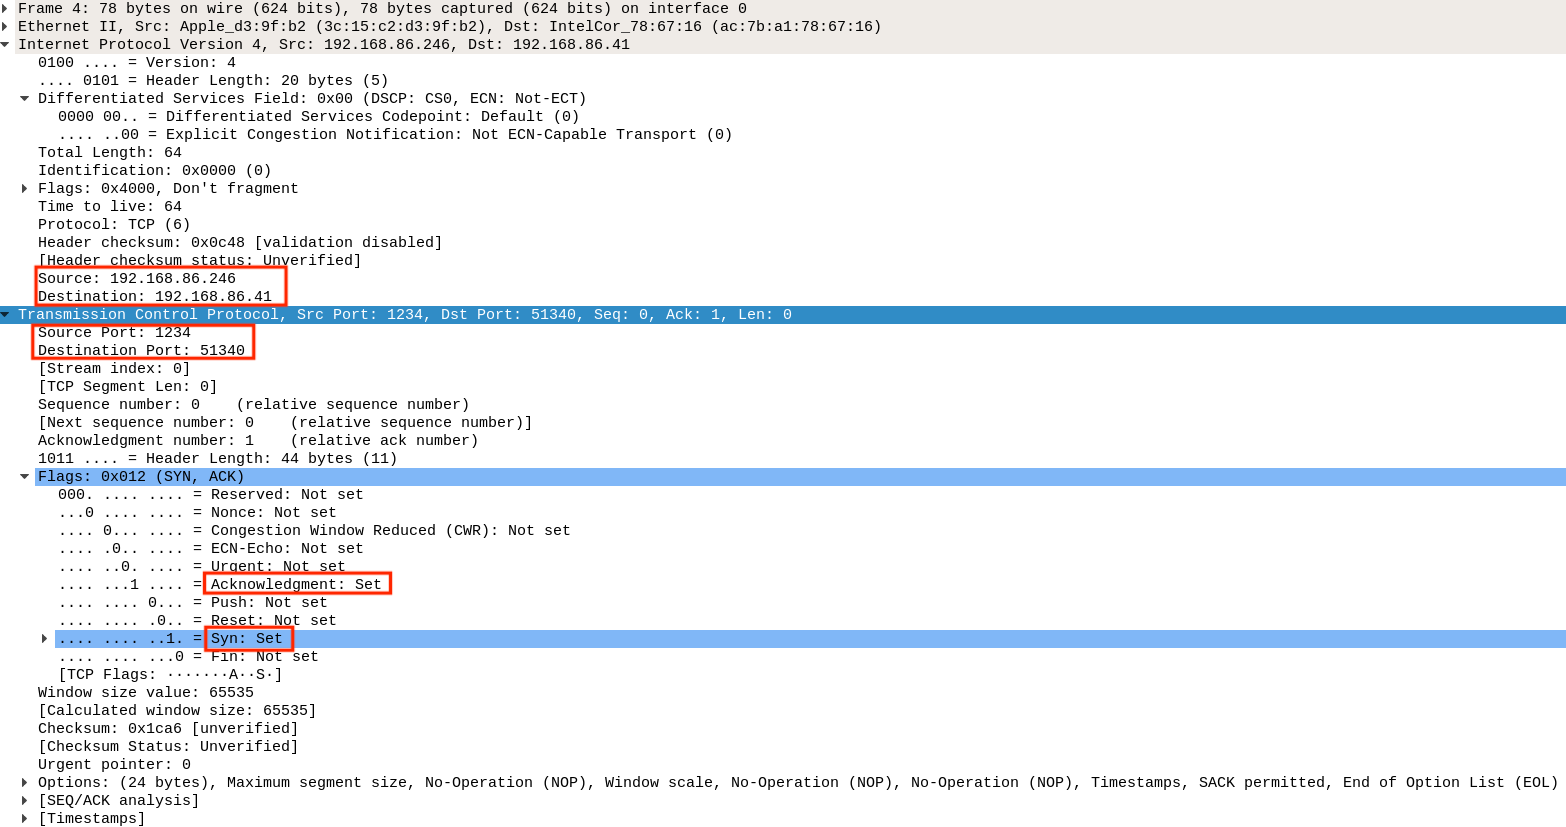 Frame 4: 78 bytes on wire (624 bits), 78 bytes captured (624 bits) on interface 0
Ethernet II, Src: Apple_d3:9f:b2 (3c:15:c2:d3:9f:b2), Dst: IntelCor_78:67:16 (ac:7b:a1:78:67:16)
Internet Protocol Version 4, Src: 192.168.86.246, Dst: 192.168.86.41
0100 .... = Version: 4
.... 0101 = Header Length: 20 bytes (5)
Differentiated Services Field: 0x00 (DSCP: CS0, ECN: Not-ECT)
0000 00.. = Differentiated Services Codepoint: Default (0)
.... ..00 = Explicit Congestion Notification: Not ECN-Capable Transport (0)
Total Length: 64
Identification: 0x0000 (0)
Flags: 0x4000, Don't fragment
Time to live: 64
Protocol: TCP (6)
Header checksum: 0x0c48 [validation disabled]
[Header checksum status: Unverified]
Source: 192.168.86.246
Destination: 192.168.86.41
Transmission Control Protocol, Src Port: 1234, Dst Port: 51340, Seq: 0, Ack: 1, Len: 0
Source Port: 1234
Destination Port: 51340
[Stream index: 0]
[TCP Segment Len: 0]
Sequence number: 0    (relative sequence number)
[Next sequence number: 0    (relative sequence number)]
Acknowledgment number: 1    (relative ack number)
1011 .... = Header Length: 44 bytes (11)
Flags: 0x012 (SYN, ACK)
000. .... .... = Reserved: Not set
...0 .... .... = Nonce: Not set
.... 0... .... = Congestion Window Reduced (CWR): Not set
.... .0.. .... = ECN-Echo: Not set
.... ..0. .... = Urgent: Not set
.... ...1 .... = Acknowledgment: Set
.... .... 0... = Push: Not set
.... .... .0.. = Reset: Not set
.... .... ..1. = Syn: Set
.... .... ...0 = Fin: Not set
[TCP Flags: ·······A··S·]
Window size value: 65535
[Calculated window size: 65535]
Checksum: 0x1ca6 [unverified]
[Checksum Status: Unverified]
Urgent pointer: 0
Options: (24 bytes), Maximum segment size, No-Operation (NOP), Window scale, No-Operation (NOP), No-Operation (NOP), Timestamps, SACK permitted, End of Option List (EOL)
[SEQ/ACK analysis]
[Timestamps]